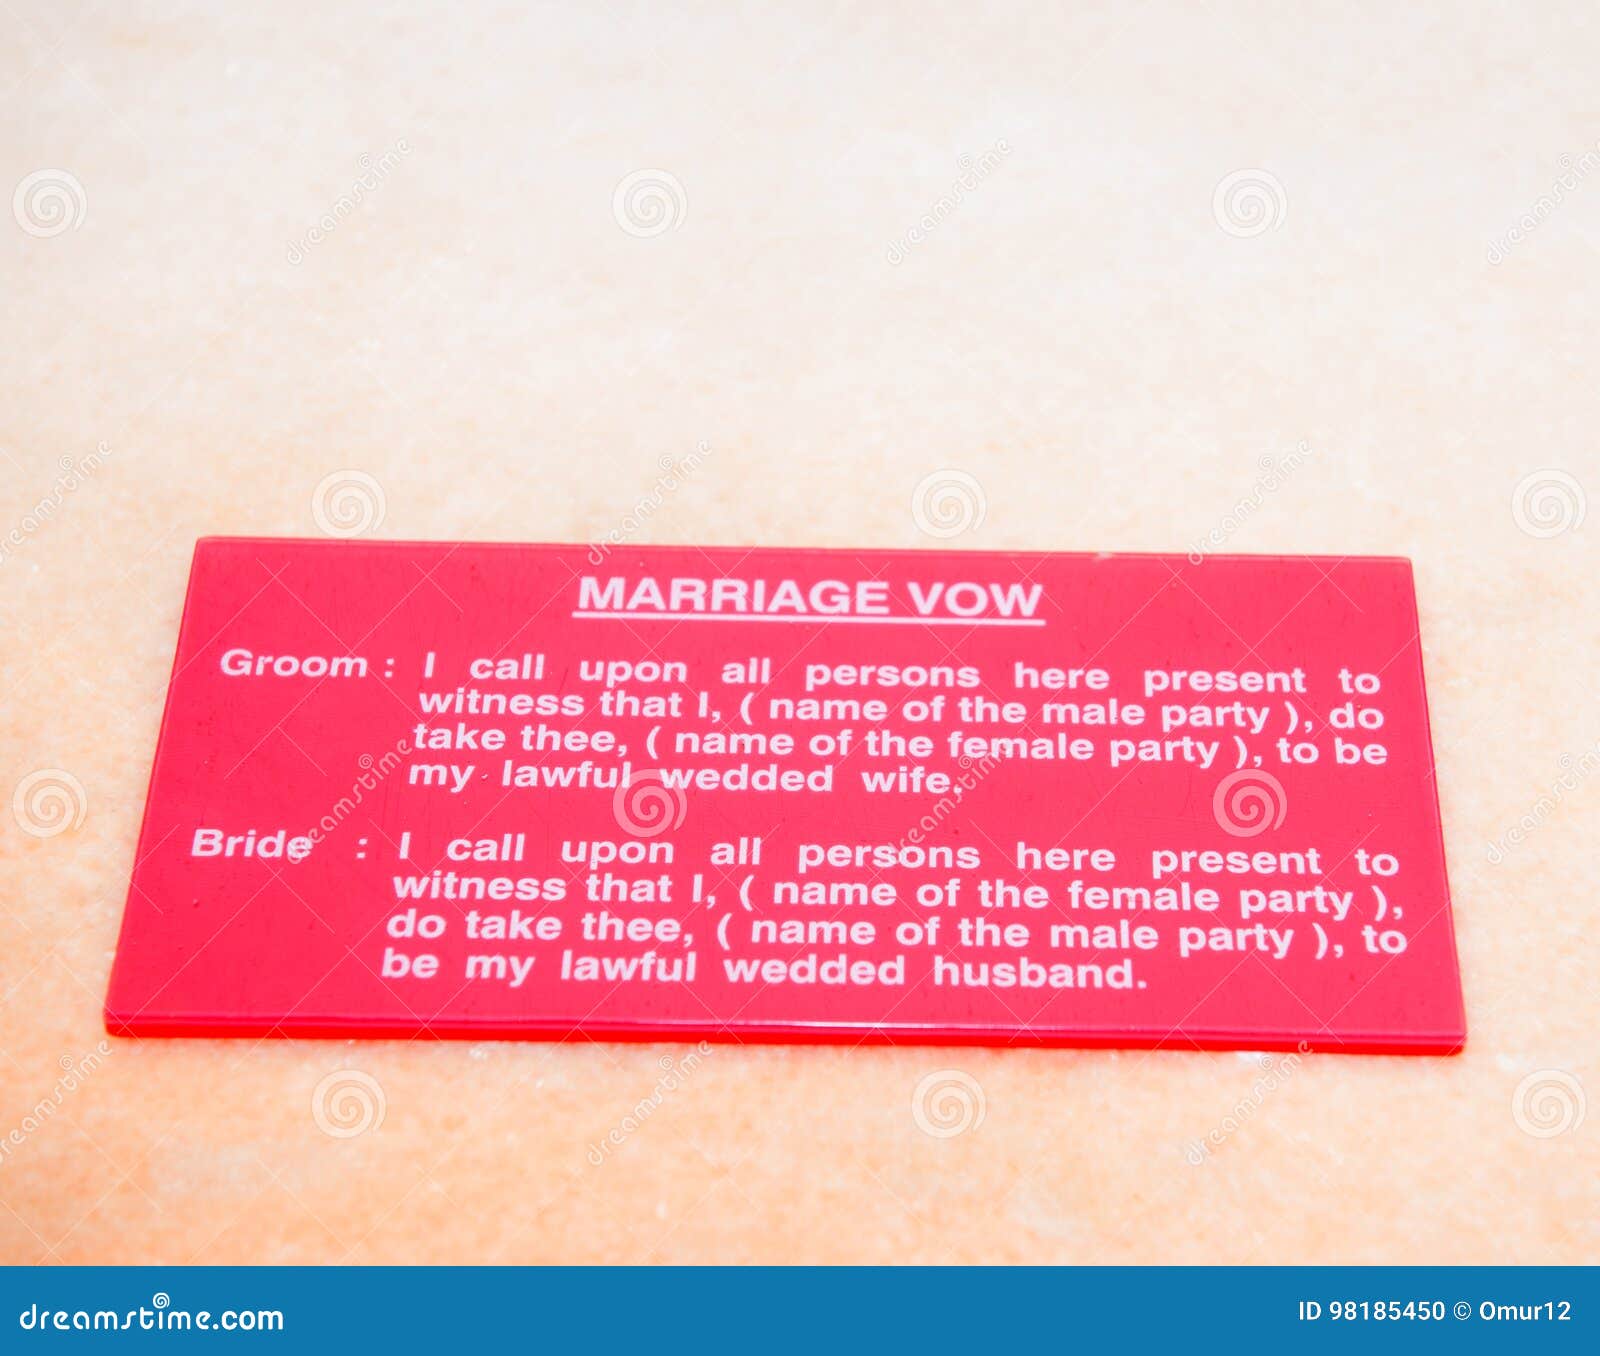 MARRIAGE VOW
Groom : I call upon all persons here present to
witness that I, ( name of the male party ), do
take thee, ( name of the female party ), to be
my lawful wedded wife.
Bride : I call upon all persons here present to
witness that I, ( name of the female party ),
do take thee, ( name of the male party ), to
be my lawful wedded husband.
dreamstime.com
ID 98185450 © Omur12